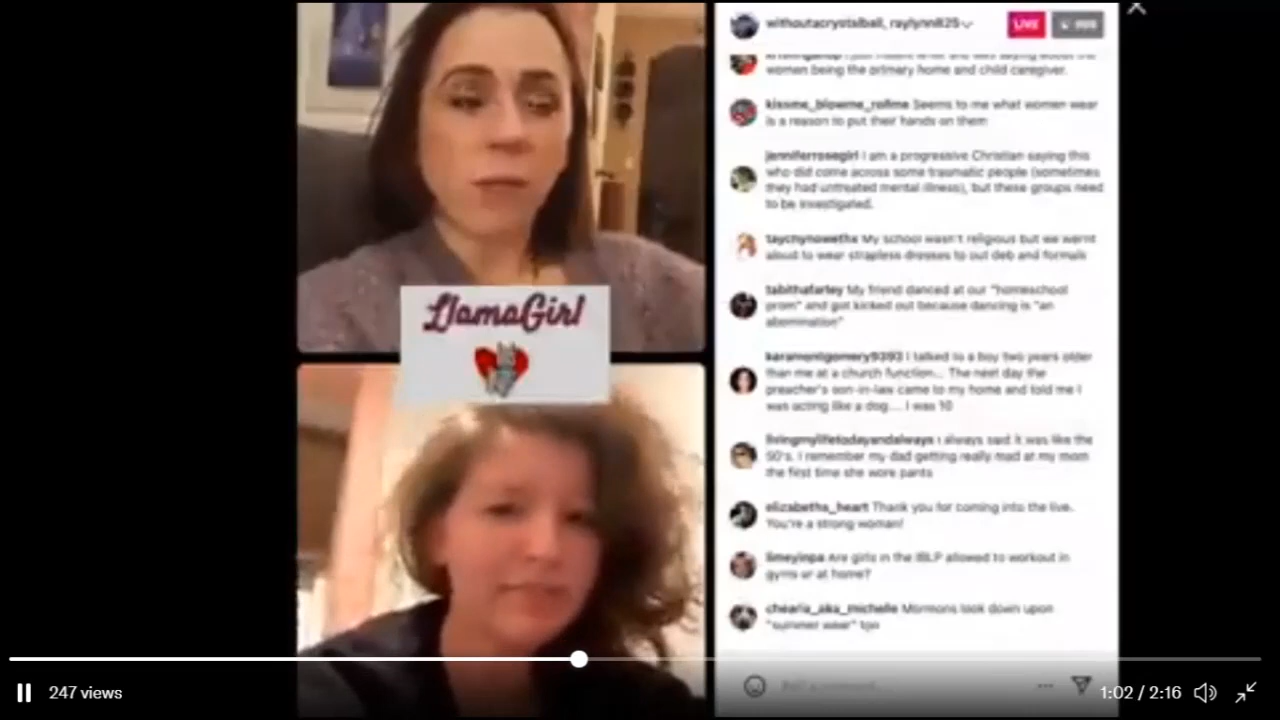 withoutacrystalball, raylynn825
LIVE
women being the primary home and child caregiver.
kissme_blowme_rollme Seems to me what women wear
is a reason to put their hands on them
jenniferrosegirl I am a progressive Christian saying this
who did come across some traumatic people (sometimes
they had untreated mental illness), but these groups need
to be investigated.
taychynoweths My school wasn't religious but we wernt
aloud to wear strapless dresses to out deb and formals
tabithafarley My friend danced at our "homeschool
prom" and got kicked out because dancing is "an
abomination"
karamontgomery9393 I talked to a boy two years older
than me at a church function... The next day the
preacher's son-in-law came to my home and told me I
was acting like a dog.... I was 10
livingmylifetodayandalways I always said it was like the
50's. I remember my dad getting really mad at my mom
the first time she wore pants
elizabeths_heart Thank you for coming into the live.
You're a strong woman!
limeyinpa Are girls in the IBLP allowed to workout in
gyms or at home?
chearia_aka_michelle Mormons look down upon
"summer wear" too
LlamaGirl
247 views
1:02 / 2:16